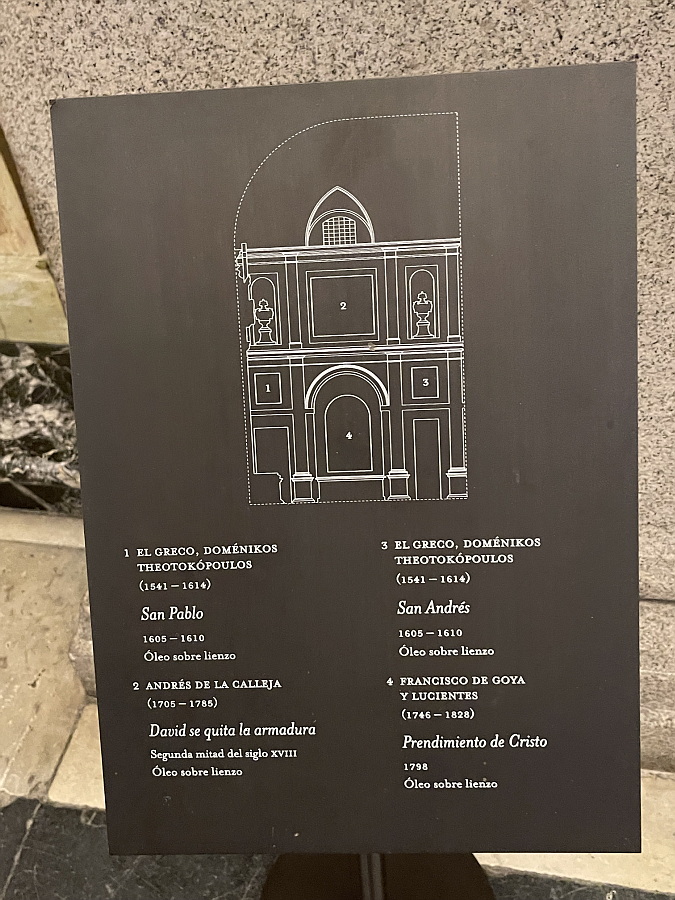 2
1
3
4
1 EL GRECO, DOMÉNIKOS
THEOTOKÓPOULOS
(1541 – 1614)
San Pablo
1605 – 1610
Óleo sobre lienzo
2 ANDRÉS DE LA CALLEJA
(1705 – 1785)
David se quita la armadura
Segunda mitad del siglo XVIII
Óleo sobre lienzo
3 EL GRECO, DOMÉNIKOS
THEOTOKÓPOULOS
(1541 – 1614)
San Andrés
1605 – 1610
Óleo sobre lienzo
4 FRANCISCO DE GOYA
Y LUCIENTES
(1746 – 1828)
Prendimiento de Cristo
1798
Óleo sobre lienzo